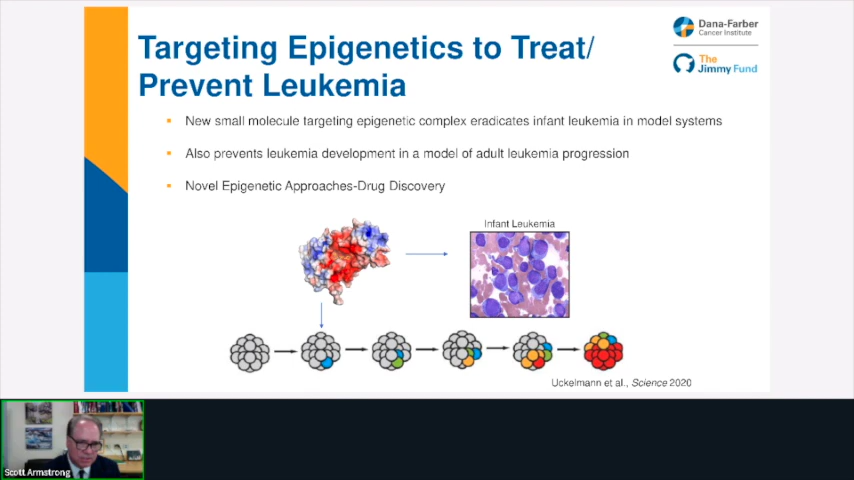 Targeting Epigenetics to Treat/
Prevent Leukemia
Dana-Farber
Cancer Institute
The
Jimmy Fund
New small molecule targeting epigenetic complex eradicates infant leukemia in model systems
Also prevents leukemia development in a model of adult leukemia progression
Novel Epigenetic Approaches-Drug Discovery
Infant Leukemia
Uckelmann et al., Science 2020
Scott Armstrong